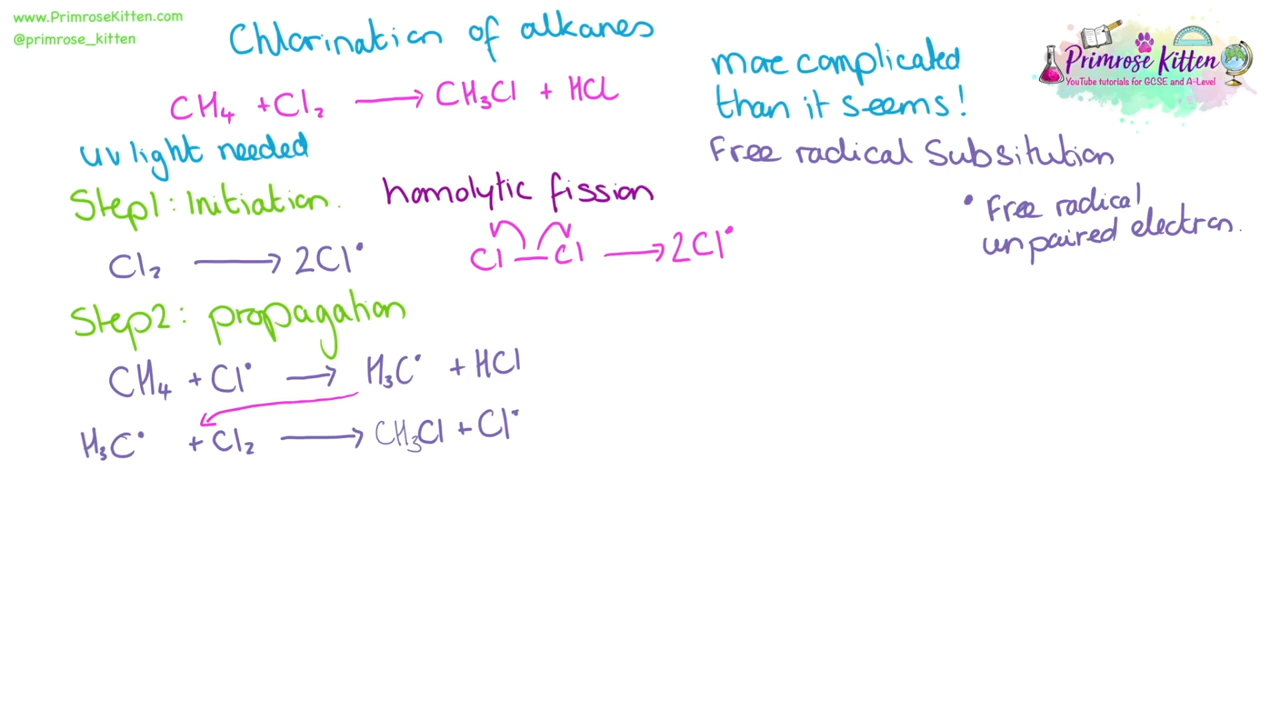 www.PrimroseKitten.com
@primrose_kitten
Chlorination of alkanes
more complicated
than it seems!
Primrose Kitten
YouTube tutorials for GCSE and A-Level
CH₄ + Cl₂ → CH₃Cl + HCl
uv light needed
Free radical Subsitution
Step1: Initiation.
homolytic fission
• Free radical
unpaired electron.
Cl₂ → 2Cl•
Cl — Cl → 2Cl•
Step2: propagation
CH₄ + Cl• → H₃C• + HCl
H₃C• + Cl₂ → CH₃Cl + Cl•